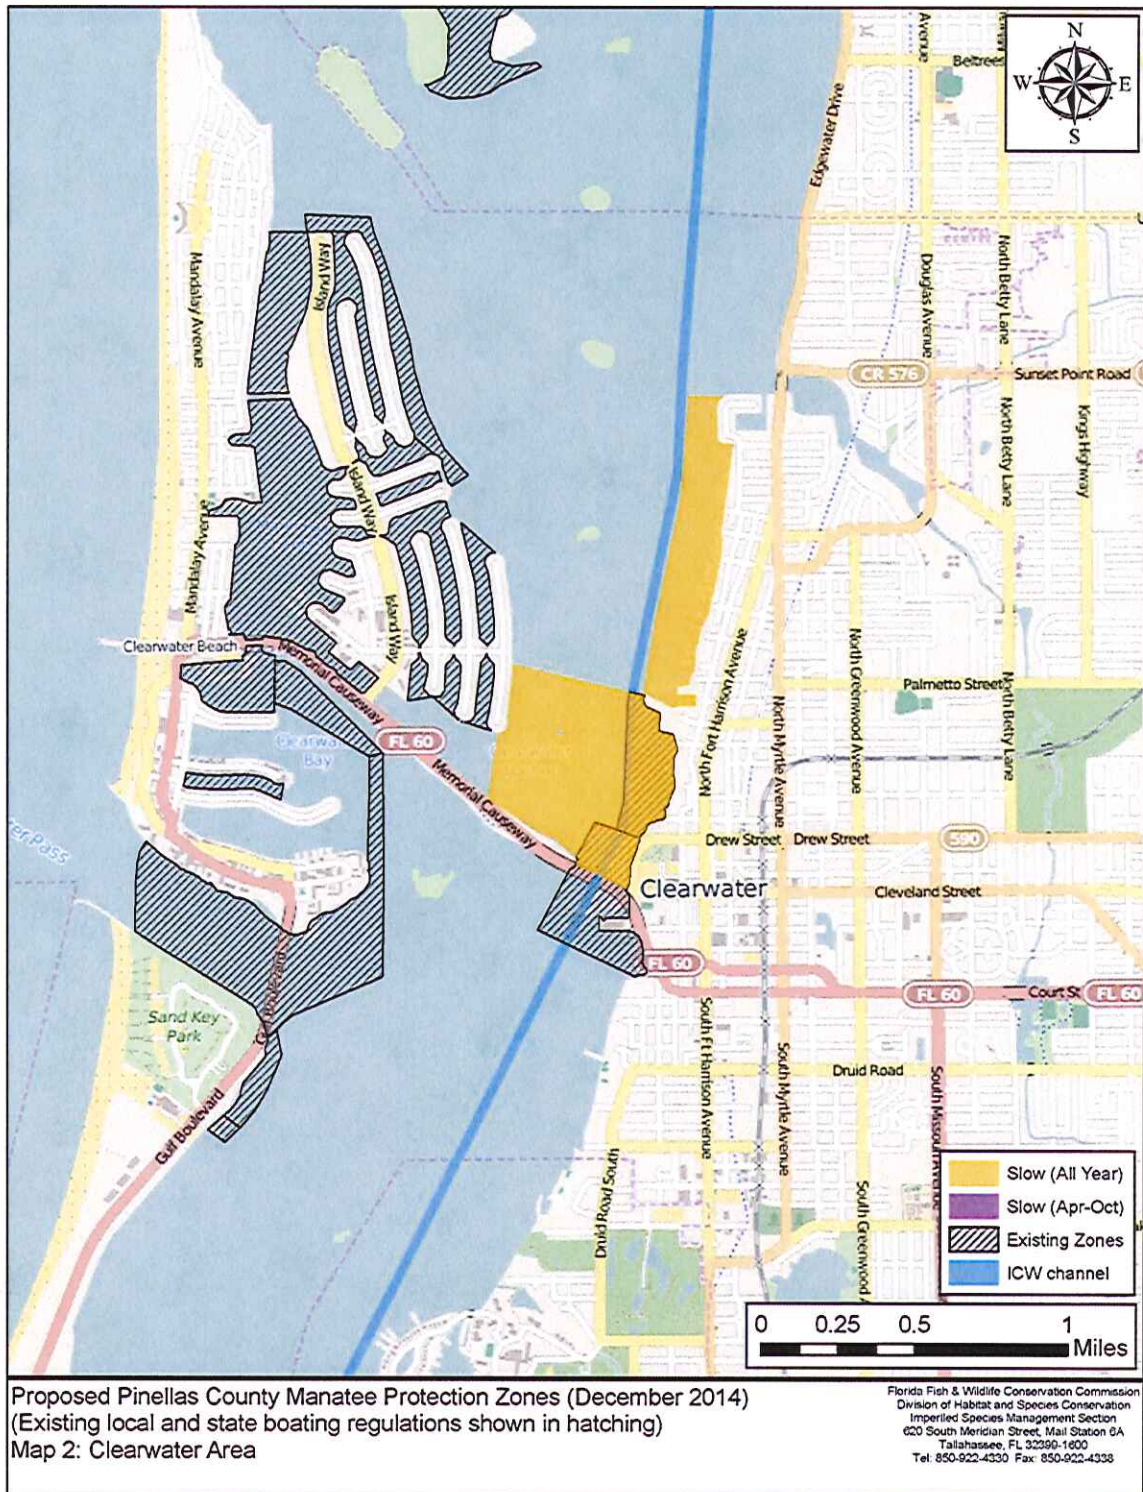 N
W E
S
Beltrees
Avenue
Edgewater Drive
Douglas Avenue
North Betty Lane
Mandalay Avenue
Island Way
CR 576
Sunset Point Road
North Betty Lane
Kings Highway
Island Way
Mandalay Avenue
Island Way
Clearwater Beach
Memorial Causeway
FL 60
Memorial Causeway
Bay
North Fort Harrison Avenue
North Myrtle Avenue
North Greenwood Avenue
Palmetto Street
North Betty Lane
Drew Street
Drew Street
590
Clearwater
Cleveland Street
FL 60
FL 60
Court St
FL 60
Sand Key
Park
Gulf Boulevard
Druid Road
South Ft Harrison Avenue
South Myrtle Avenue
South Missouri Avenue
Druid Road South
South Greenwood A
Slow (All Year)
Slow (Apr-Oct)
Existing Zones
ICW channel
0 0.25 0.5 1
Miles
Proposed Pinellas County Manatee Protection Zones (December 2014)
(Existing local and state boating regulations shown in hatching)
Map 2: Clearwater Area
Florida Fish & Wildlife Conservation Commission
Division of Habitat and Species Conservation
Imperiled Species Management Section
620 South Meridian Street, Mail Station 6A
Tallahassee, FL 32399-1600
Tel: 850-922-4330 Fax: 850-922-4338